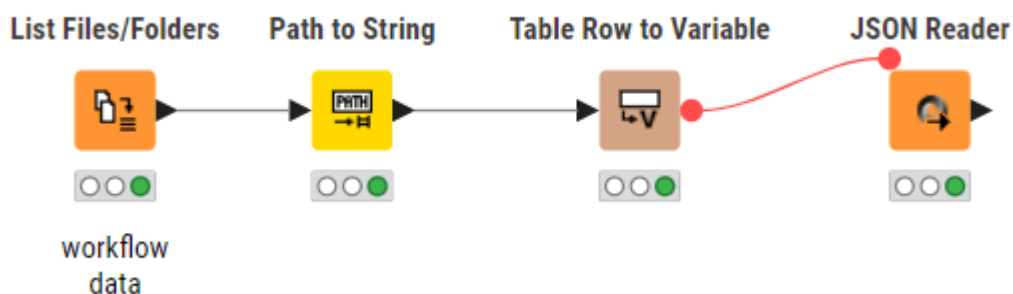 List Files/Folders
Path to String
Table Row to Variable
JSON Reader
PATH
V
workflow
data